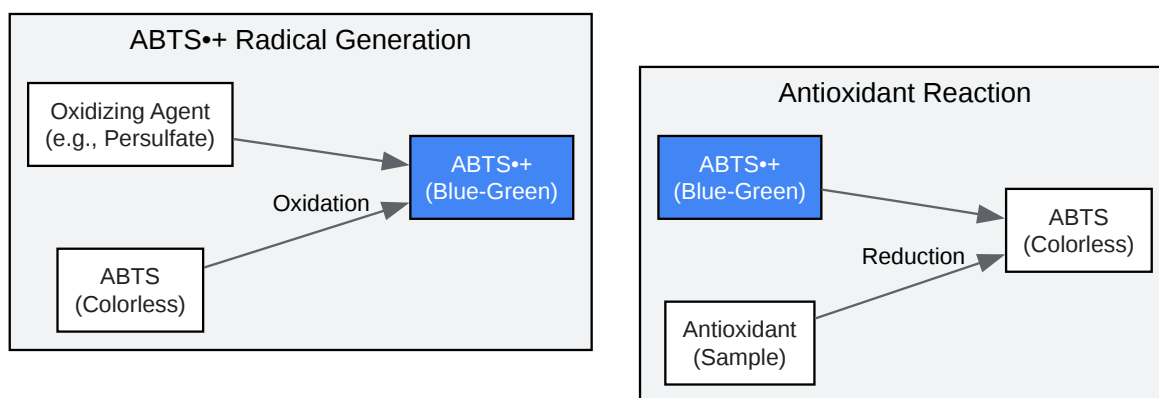 ABTS•+ Radical Generation
Oxidizing Agent
(e.g., Persulfate)
ABTS•+
(Blue-Green)
Oxidation
ABTS
(Colorless)
Antioxidant Reaction
ABTS•+
(Blue-Green)
ABTS
(Colorless)
Reduction
Antioxidant
(Sample)